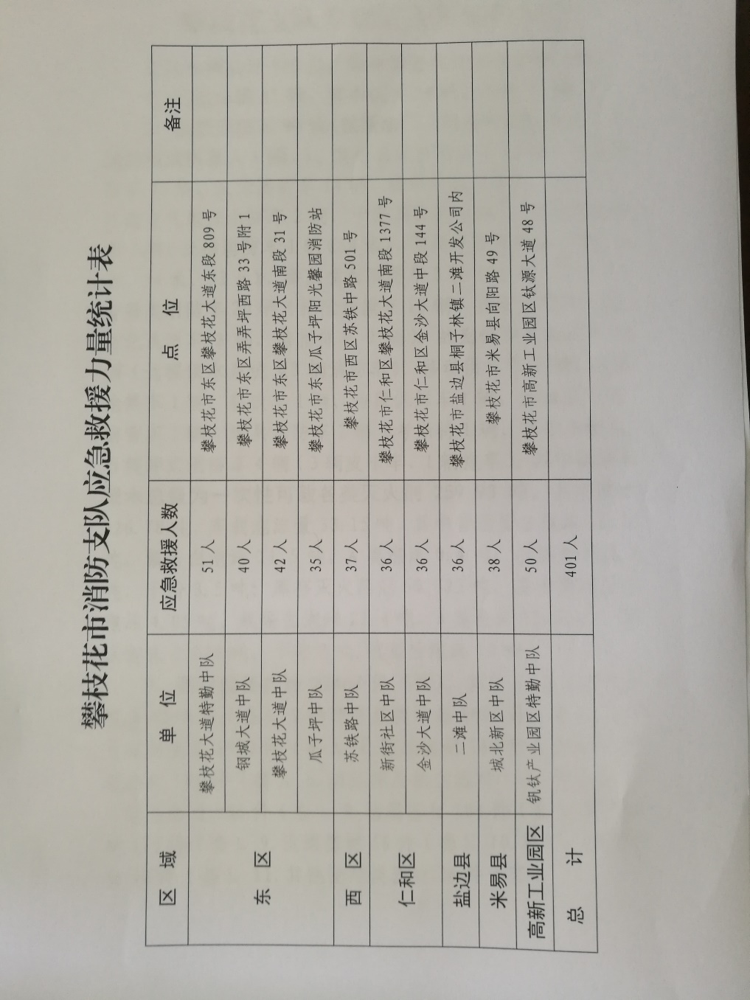 攀枝花市消防支队应急救援力量统计表
区 域 单 位 应急救援人数 点 位 备注
东 区 攀枝花大道特勤中队 51 人 攀枝花市东区攀枝花大道东段 809 号
钢城大道中队 40 人 攀枝花市东区弄弄坪西路 33 号附 1
攀枝花大道中队 42 人 攀枝花市东区攀枝花大道南段 31 号
瓜子坪中队 35 人 攀枝花市东区瓜子坪阳光馨园消防站
西 区 苏铁路中队 37 人 攀枝花市西区苏铁中路 501 号
仁和区 新街社区中队 36 人 攀枝花市仁和区攀枝花大道南段 1377 号
金沙大道中队 36 人 攀枝花市仁和区金沙大道中段 144 号
盐边县 二滩中队 36 人 攀枝花市盐边县桐子林镇二滩开发公司内
米易县 城北新区中队 38 人 攀枝花市米易县向阳路 49 号
高新工业园区 钒钛产业园区特勤中队 50 人 攀枝花市高新工业园区钛源大道 48 号
总 计 401 人